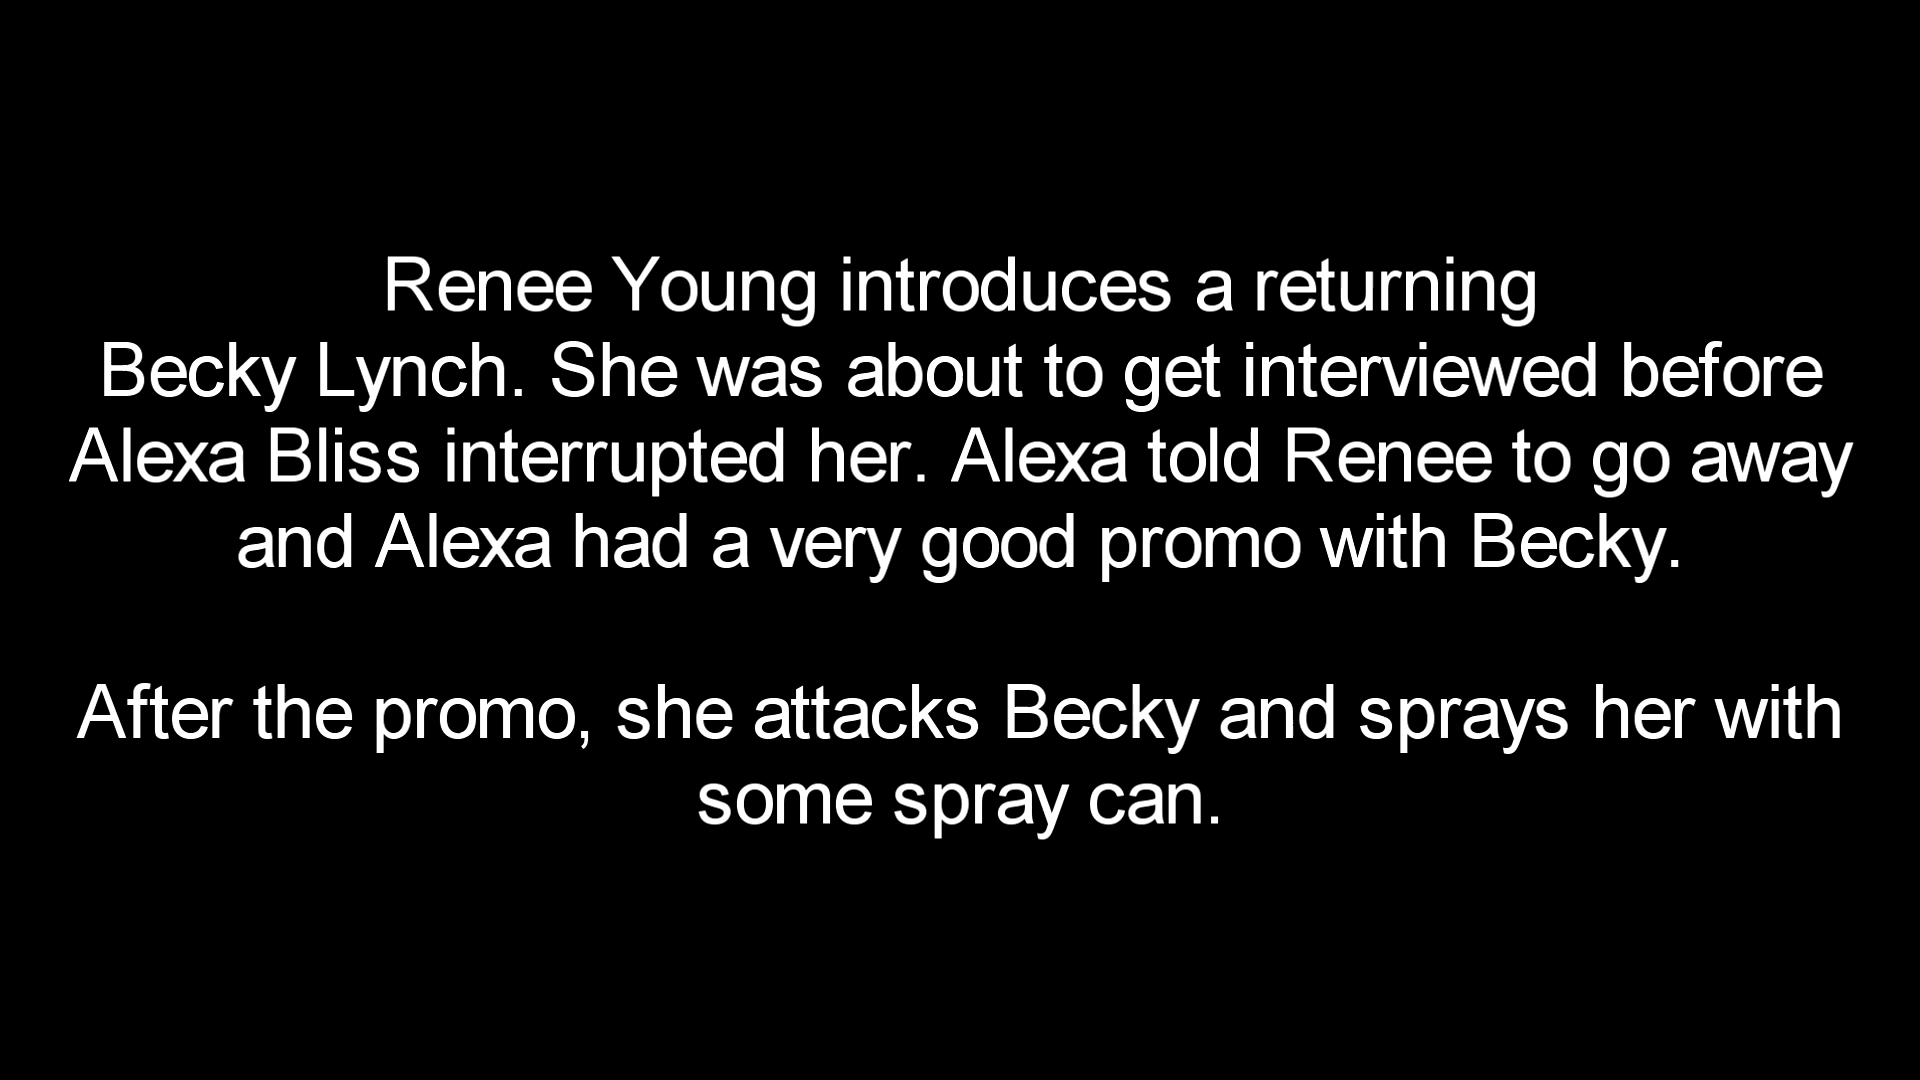 Renee Young introduces a returning
Becky Lynch. She was about to get interviewed before
Alexa Bliss interrupted her. Alexa told Renee to go away
and Alexa had a very good promo with Becky.
After the promo, she attacks Becky and sprays her with
some spray can.